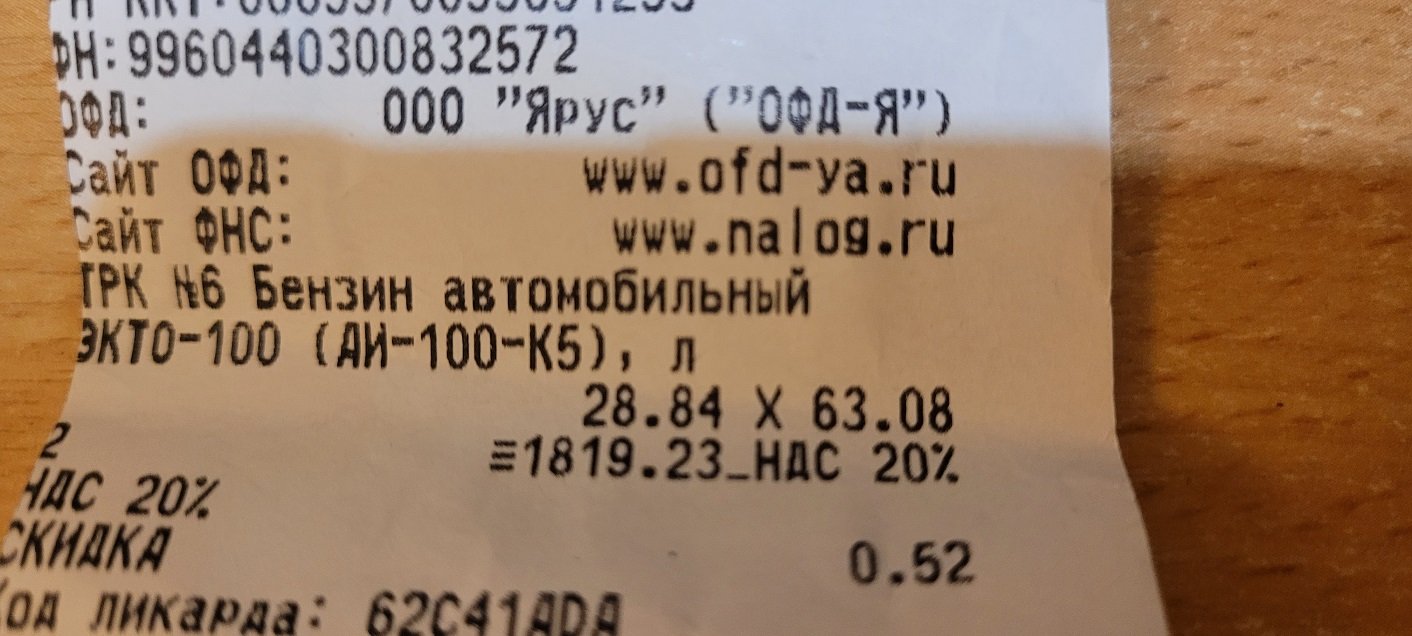 ФН:9960440300832572
ОФД: ООО "Ярус" ("ОФД-Я")
Сайт ОФД: www.ofd-ya.ru
Сайт ФНС: www.nalog.ru
ТРК №6 Бензин автомобильный
ЭКТО-100 (АИ-100-К5), л
28.84 X 63.08
2 ≡1819.23_НДС 20%
НДС 20%
СКИДКА 0.52
Код ликарда: 62C41ADA